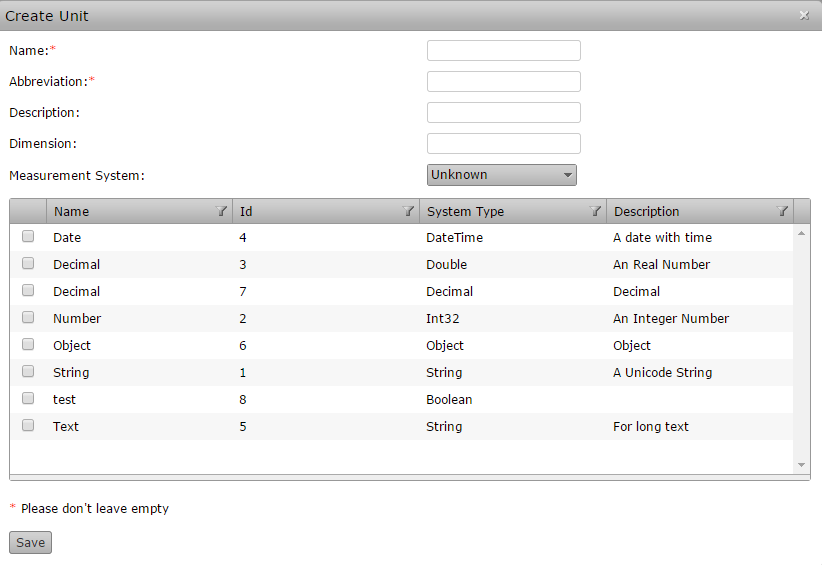 Create Unit
Name:*
Abbreviation:*
Description:
Dimension:
Measurement System: Unknown
Name Id System Type Description
Date 4 DateTime A date with time
Decimal 3 Double An Real Number
Decimal 7 Decimal Decimal
Number 2 Int32 An Integer Number
Object 6 Object Object
String 1 String A Unicode String
test 8 Boolean
Text 5 String For long text
* Please don't leave empty
Save